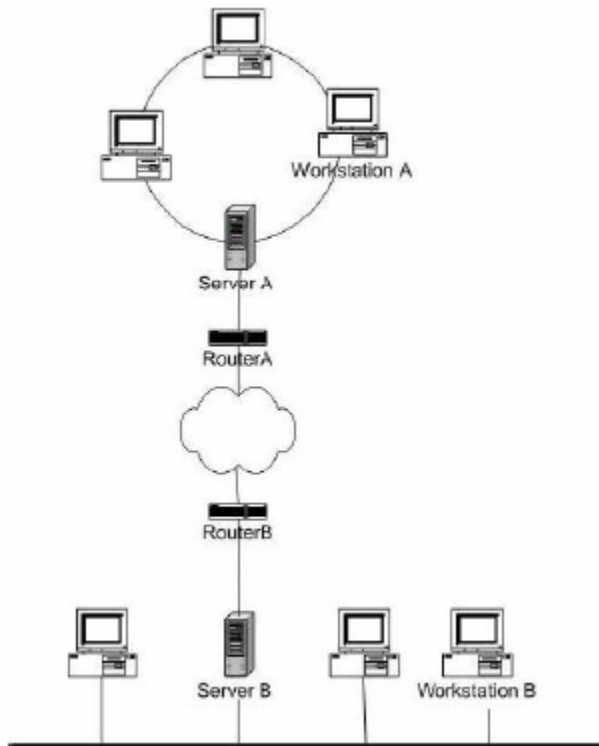 Workstation A
Server A
RouterA
RouterB
Server B
Workstation B